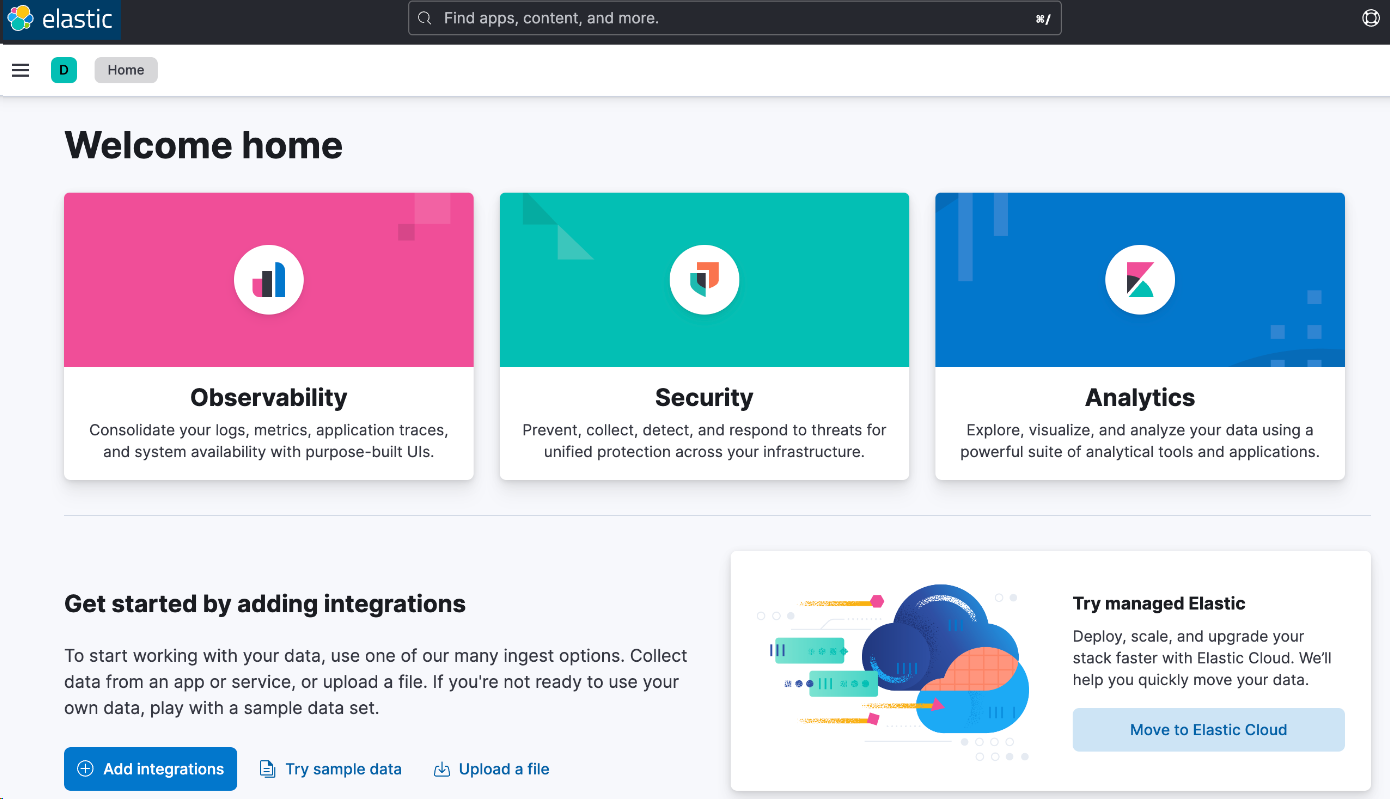 elastic
Find apps, content, and more.
⌘/
D
Home
Welcome home
Observability
Consolidate your logs, metrics, application traces,
and system availability with purpose-built UIs.
Security
Prevent, collect, detect, and respond to threats for
unified protection across your infrastructure.
Analytics
Explore, visualize, and analyze your data using a
powerful suite of analytical tools and applications.
Get started by adding integrations
To start working with your data, use one of our many ingest options. Collect
data from an app or service, or upload a file. If you're not ready to use your
own data, play with a sample data set.
Add integrations
Try sample data
Upload a file
Try managed Elastic
Deploy, scale, and upgrade your
stack faster with Elastic Cloud. We’ll
help you quickly move your data.
Move to Elastic Cloud